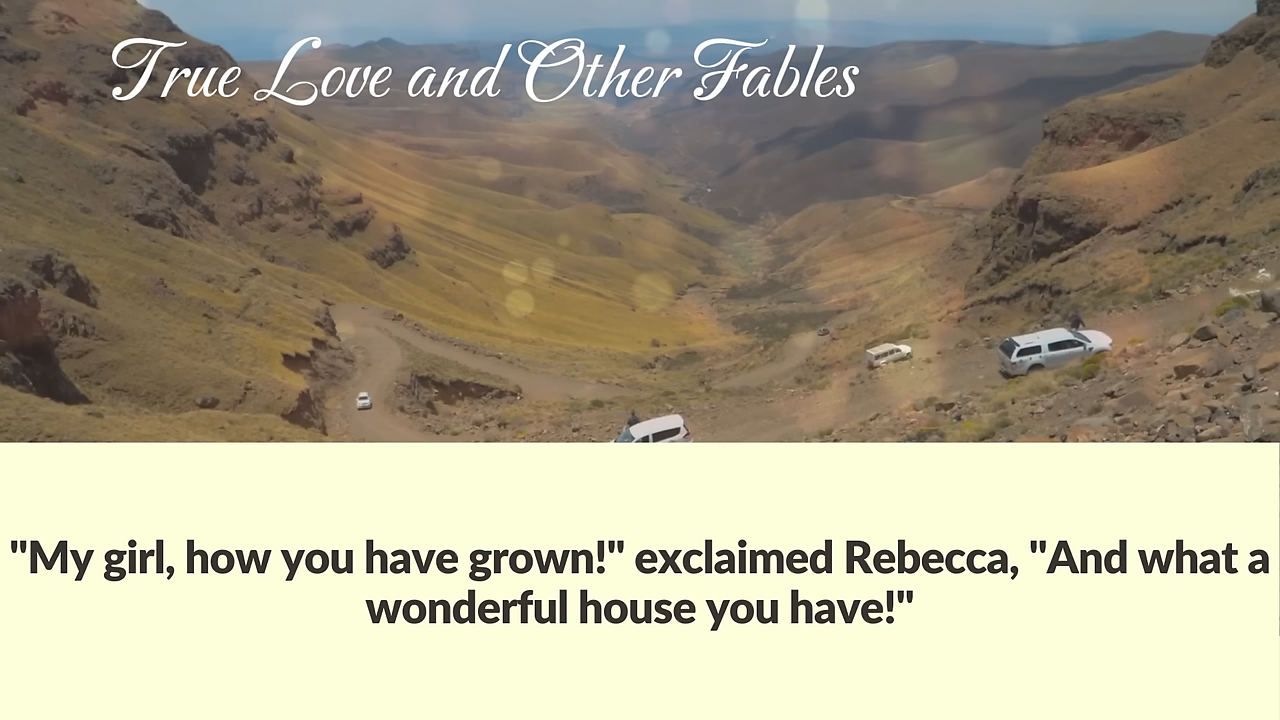 True Love and Other Fables
"My girl, how you have grown!" exclaimed Rebecca, "And what a
wonderful house you have!"